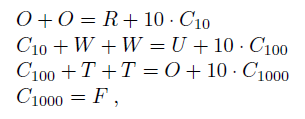 O + O = R + 10 · C₁₀
C₁₀ + W + W = U + 10 · C₁₀₀
C₁₀₀ + T + T = O + 10 · C₁₀₀₀
C₁₀₀₀ = F ,